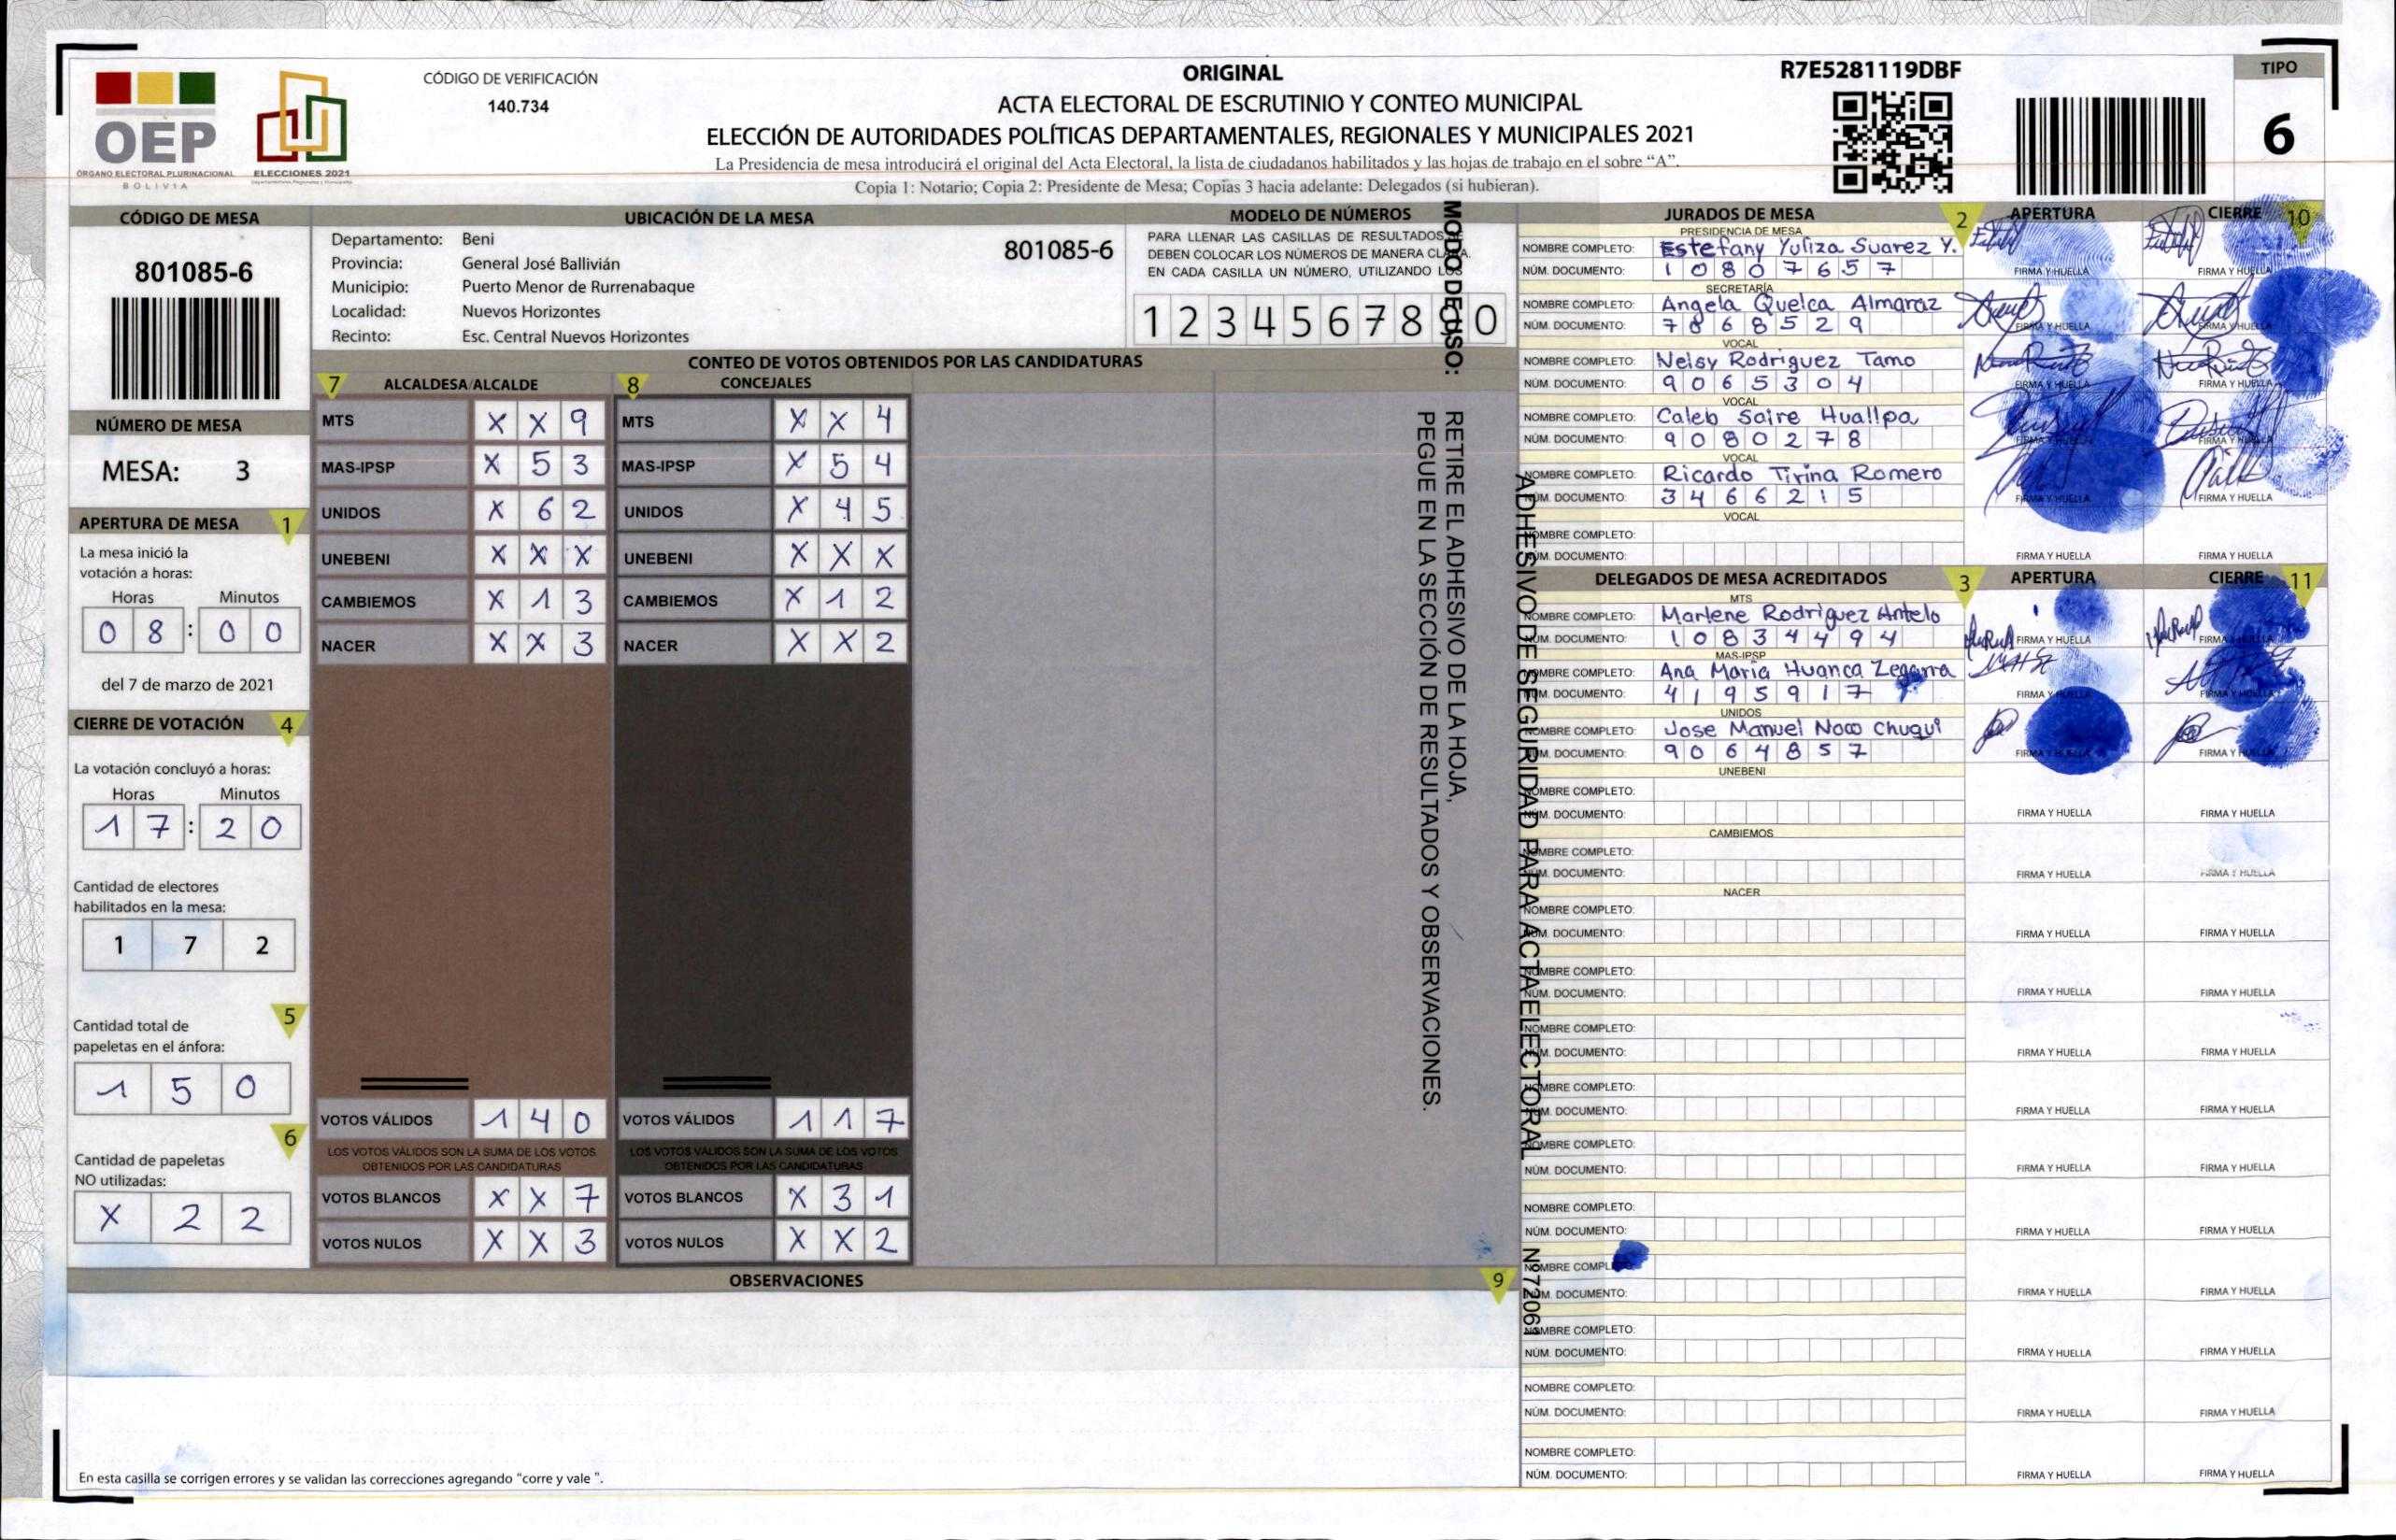 OEP
ÓRGANO ELECTORAL PLURINACIONAL
BOLIVIA
ELECCIONES 2021
CÓDIGO DE VERIFICACIÓN
140.734
ORIGINAL
ACTA ELECTORAL DE ESCRUTINIO Y CONTEO MUNICIPAL
ELECCIÓN DE AUTORIDADES POLÍTICAS DEPARTAMENTALES, REGIONALES Y MUNICIPALES 2021
La Presidencia de mesa introducirá el original del Acta Electoral, la lista de ciudadanos habilitados y las hojas de trabajo en el sobre “A”.
Copia 1: Notario; Copia 2: Presidente de Mesa; Copias 3 hacia adelante: Delegados (si hubieran).
R7E5281119DBF
TIPO
6
CÓDIGO DE MESA
801085-6
NÚMERO DE MESA
MESA: 3
APERTURA DE MESA 1
La mesa inició la
votación a horas:
Horas Minutos
0 8 : 0 0
del 7 de marzo de 2021
CIERRE DE VOTACIÓN 4
La votación concluyó a horas:
Horas Minutos
1 7 : 2 0
Cantidad de electores
habilitados en la mesa:
1 7 2
5
Cantidad total de
papeletas en el ánfora:
1 5 0
6
Cantidad de papeletas
NO utilizadas:
X 2 2
UBICACIÓN DE LA MESA
Departamento: Beni
Provincia: General José Ballivián
Municipio: Puerto Menor de Rurrenabaque
Localidad: Nuevos Horizontes
Recinto: Esc. Central Nuevos Horizontes
801085-6
MODELO DE NÚMEROS
PARA LLENAR LAS CASILLAS DE RESULTADOS
DEBEN COLOCAR LOS NÚMEROS DE MANERA CLARA.
EN CADA CASILLA UN NÚMERO, UTILIZANDO LOS
1 2 3 4 5 6 7 8 9 0
CONTEO DE VOTOS OBTENIDOS POR LAS CANDIDATURAS
7 ALCALDESA/ALCALDE
MTS X X 9
MAS-IPSP X 5 3
UNIDOS X 6 2
UNEBENI X X X
CAMBIEMOS X 1 3
NACER X X 3
VOTOS VÁLIDOS 1 4 0
LOS VOTOS VÁLIDOS SON LA SUMA DE LOS VOTOS
OBTENIDOS POR LAS CANDIDATURAS
VOTOS BLANCOS X X 7
VOTOS NULOS X X 3
8 CONCEJALES
MTS X X 4
MAS-IPSP X 5 4
UNIDOS X 4 5
UNEBENI X X X
CAMBIEMOS X 1 2
NACER X X 2
VOTOS VÁLIDOS 1 1 7
LOS VOTOS VÁLIDOS SON LA SUMA DE LOS VOTOS
OBTENIDOS POR LAS CANDIDATURAS
VOTOS BLANCOS X 3 1
VOTOS NULOS X X 2
MODO DE USO:
RETIRE EL ADHESIVO DE LA HOJA,
PEGUE EN LA SECCIÓN DE RESULTADOS Y OBSERVACIONES.
ADHESIVO DE SEGURIDAD PARA ACTA ELECTORAL
Nº72061
OBSERVACIONES 9
En esta casilla se corrigen errores y se validan las correcciones agregando “corre y vale ”.
JURADOS DE MESA 2 APERTURA CIERRE 10
PRESIDENCIA DE MESA
NOMBRE COMPLETO: Estefany Yuliza Suarez Y.
NÚM. DOCUMENTO: 1 0 8 0 7 6 5 7
FIRMA Y HUELLA FIRMA Y HUELLA
SECRETARÍA
NOMBRE COMPLETO: Angela Quelca Almaraz
NÚM. DOCUMENTO: 7 8 6 8 5 2 9
FIRMA Y HUELLA FIRMA Y HUELLA
VOCAL
NOMBRE COMPLETO: Neisy Rodriguez Tamo
NÚM. DOCUMENTO: 9 0 6 5 3 0 4
FIRMA Y HUELLA FIRMA Y HUELLA
VOCAL
NOMBRE COMPLETO: Caleb Saire Huallpa
NÚM. DOCUMENTO: 9 0 8 0 2 7 8
FIRMA Y HUELLA FIRMA Y HUELLA
VOCAL
NOMBRE COMPLETO: Ricardo Tirina Romero
NÚM. DOCUMENTO: 3 4 6 6 2 1 5
FIRMA Y HUELLA FIRMA Y HUELLA
VOCAL
NOMBRE COMPLETO:
NÚM. DOCUMENTO:
FIRMA Y HUELLA FIRMA Y HUELLA
DELEGADOS DE MESA ACREDITADOS 3 APERTURA CIERRE 11
MTS
NOMBRE COMPLETO: Marlene Rodriguez Antelo
NÚM. DOCUMENTO: 1 0 8 3 4 4 9 4
FIRMA Y HUELLA FIRMA Y HUELLA
MAS-IPSP
NOMBRE COMPLETO: Ana Maria Huanca Zegarra
NÚM. DOCUMENTO: 4 1 9 5 9 1 7
FIRMA Y HUELLA FIRMA Y HUELLA
UNIDOS
NOMBRE COMPLETO: Jose Manuel Noco Chuqui
NÚM. DOCUMENTO: 9 0 6 4 8 5 7
FIRMA Y HUELLA FIRMA Y HUELLA
UNEBENI
NOMBRE COMPLETO:
NÚM. DOCUMENTO:
FIRMA Y HUELLA FIRMA Y HUELLA
CAMBIEMOS
NOMBRE COMPLETO:
NÚM. DOCUMENTO:
FIRMA Y HUELLA FIRMA Y HUELLA
NACER
NOMBRE COMPLETO:
NÚM. DOCUMENTO:
FIRMA Y HUELLA FIRMA Y HUELLA
NOMBRE COMPLETO:
NÚM. DOCUMENTO:
FIRMA Y HUELLA FIRMA Y HUELLA
NOMBRE COMPLETO:
NÚM. DOCUMENTO:
FIRMA Y HUELLA FIRMA Y HUELLA
NOMBRE COMPLETO:
NÚM. DOCUMENTO:
FIRMA Y HUELLA FIRMA Y HUELLA
NOMBRE COMPLETO:
NÚM. DOCUMENTO:
FIRMA Y HUELLA FIRMA Y HUELLA
NOMBRE COMPLETO:
NÚM. DOCUMENTO:
FIRMA Y HUELLA FIRMA Y HUELLA
NOMBRE COMPL
NÚM. DOCUMENTO:
FIRMA Y HUELLA FIRMA Y HUELLA
NOMBRE COMPLETO:
NÚM. DOCUMENTO:
FIRMA Y HUELLA FIRMA Y HUELLA
NOMBRE COMPLETO:
NÚM. DOCUMENTO:
FIRMA Y HUELLA FIRMA Y HUELLA
NOMBRE COMPLETO:
NÚM. DOCUMENTO:
FIRMA Y HUELLA FIRMA Y HUELLA